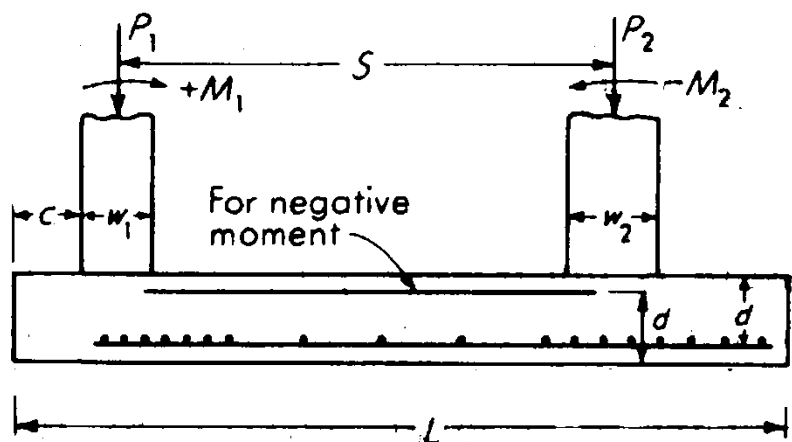 P₁
P₂
S
+M₁
−M₂
c
w₁
For negative
moment
w₂
d
d
L